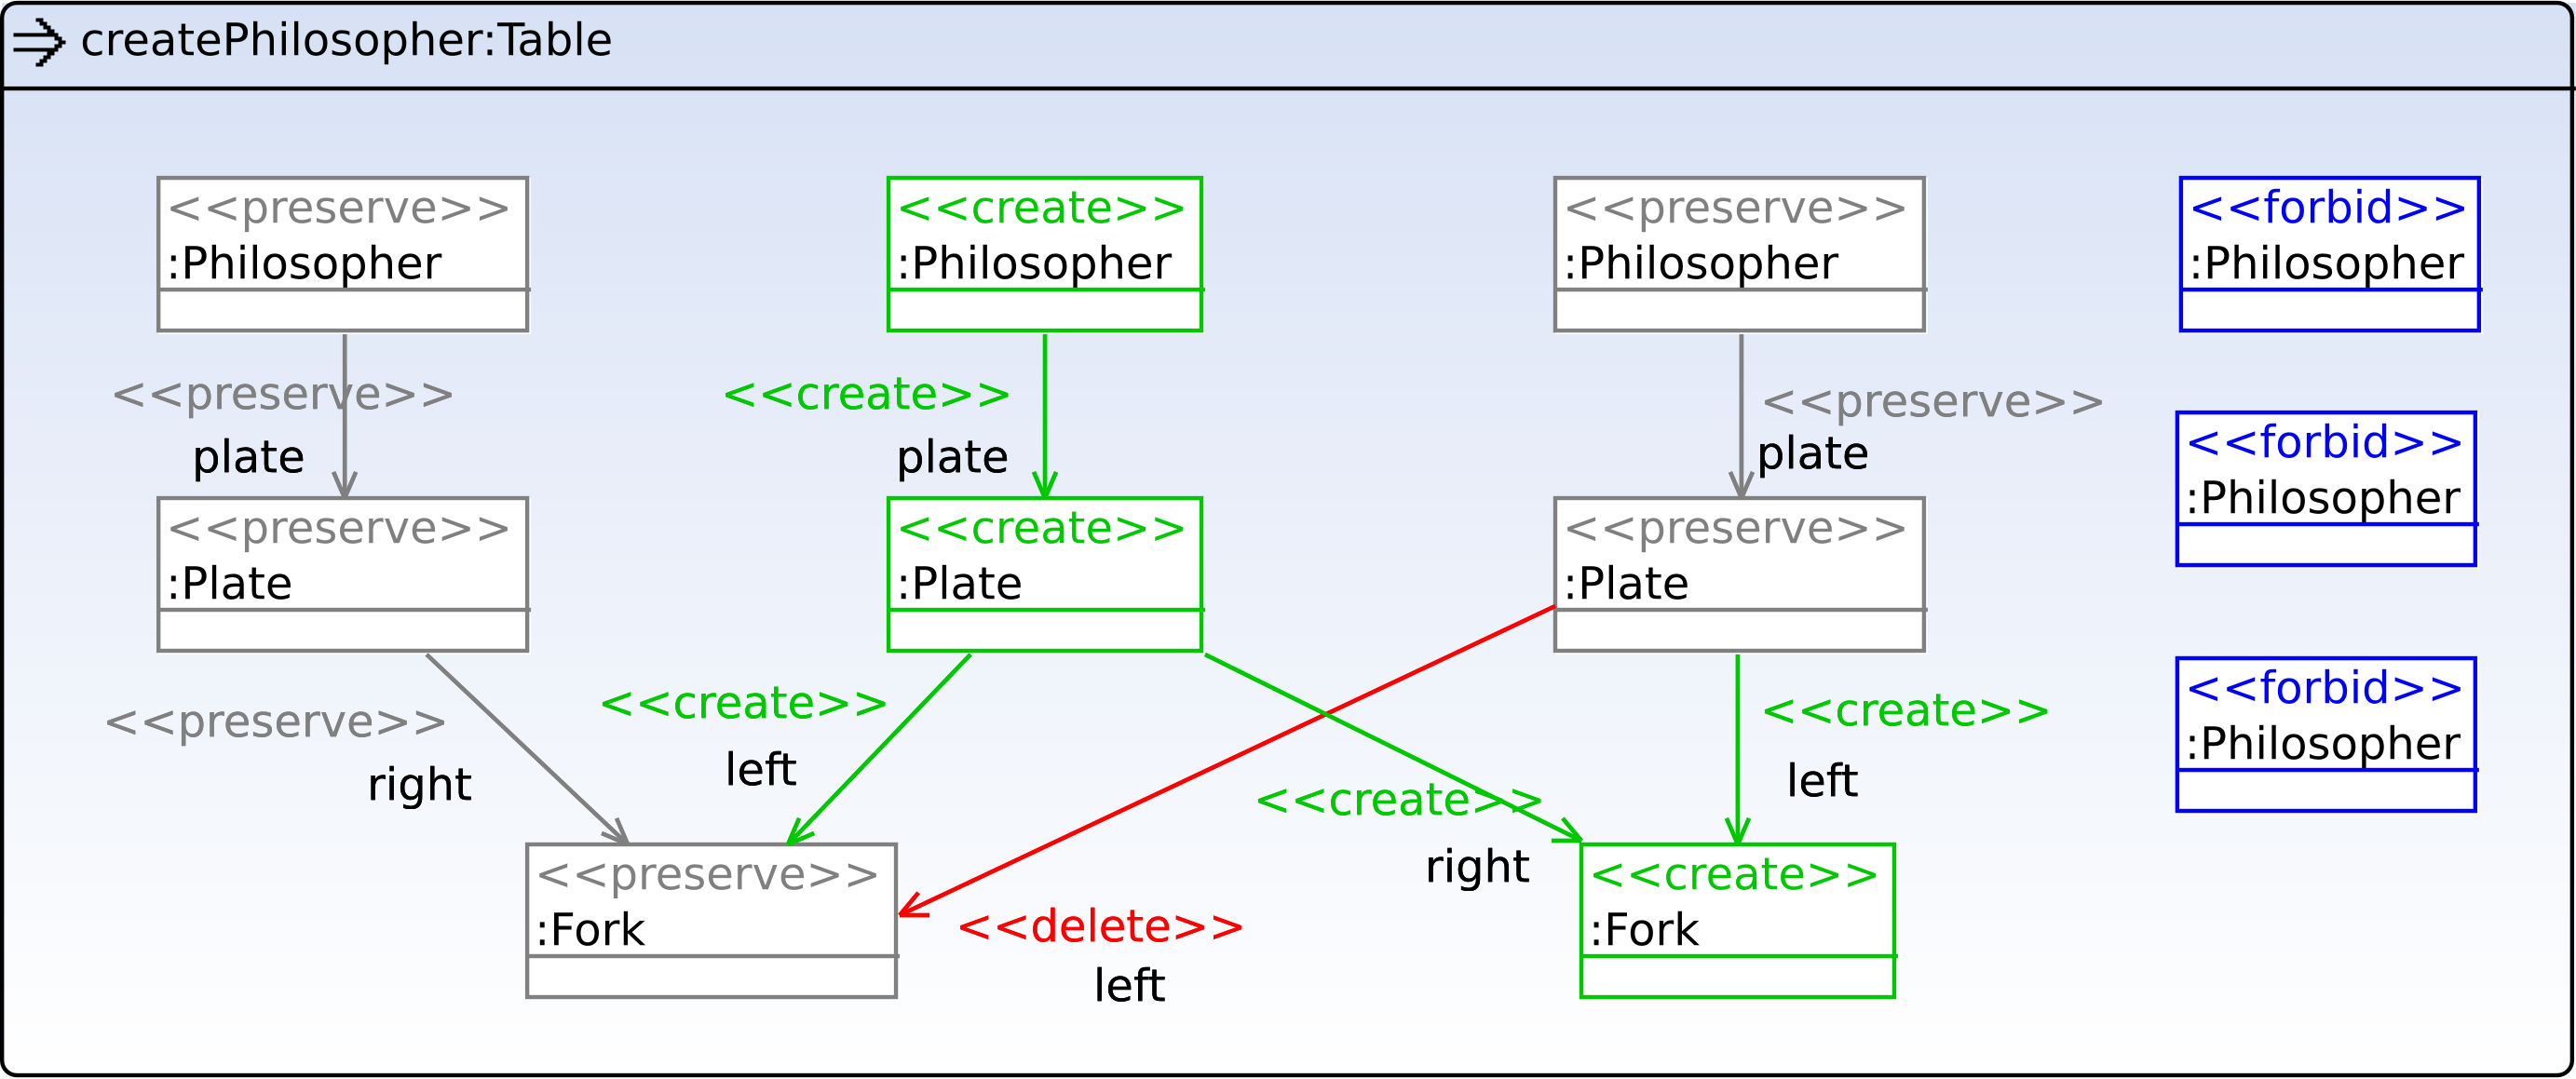 createPhilosopher:Table
<<preserve>>
:Philosopher
<<create>>
:Philosopher
<<preserve>>
:Philosopher
<<forbid>>
:Philosopher
<<preserve>>
plate
<<create>>
plate
<<preserve>>
plate
<<forbid>>
:Philosopher
<<preserve>>
:Plate
<<create>>
:Plate
<<preserve>>
:Plate
<<forbid>>
:Philosopher
<<preserve>>
right
<<create>>
left
<<create>>
right
<<create>>
left
<<preserve>>
:Fork
<<delete>>
left
<<create>>
:Fork